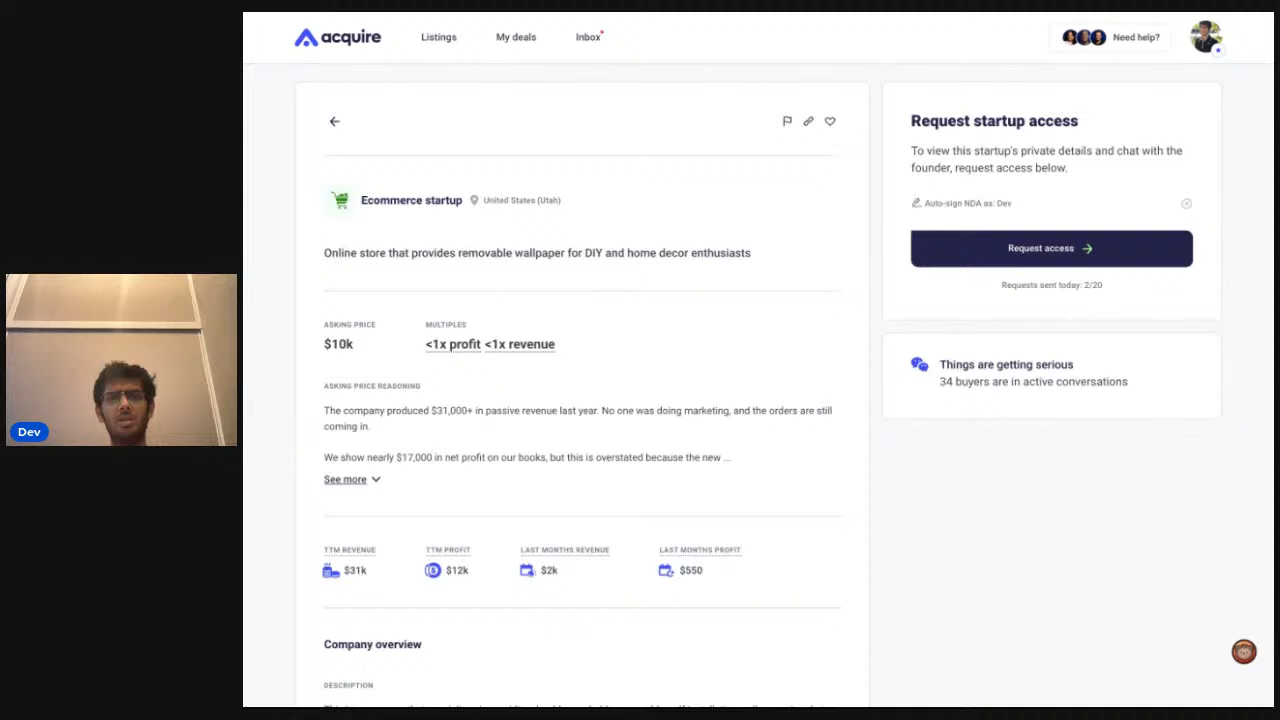 acquire
Listings
My deals
Inbox
Need help?
Ecommerce startup
United States (Utah)
Online store that provides removable wallpaper for DIY and home decor enthusiasts
ASKING PRICE
MULTIPLES
$10k
<1x profit <1x revenue
ASKING PRICE REASONING
The company produced $31,000+ in passive revenue last year. No one was doing marketing, and the orders are still
coming in.
We show nearly $17,000 in net profit on our books, but this is overstated because the new ...
See more
TTM REVENUE
TTM PROFIT
LAST MONTHS REVENUE
LAST MONTHS PROFIT
$31k
$12k
$2k
$550
Company overview
DESCRIPTION
Request startup access
To view this startup's private details and chat with the
founder, request access below.
Auto-sign NDA as: Dev
Request access
Requests sent today: 2/20
Things are getting serious
34 buyers are in active conversations
Dev